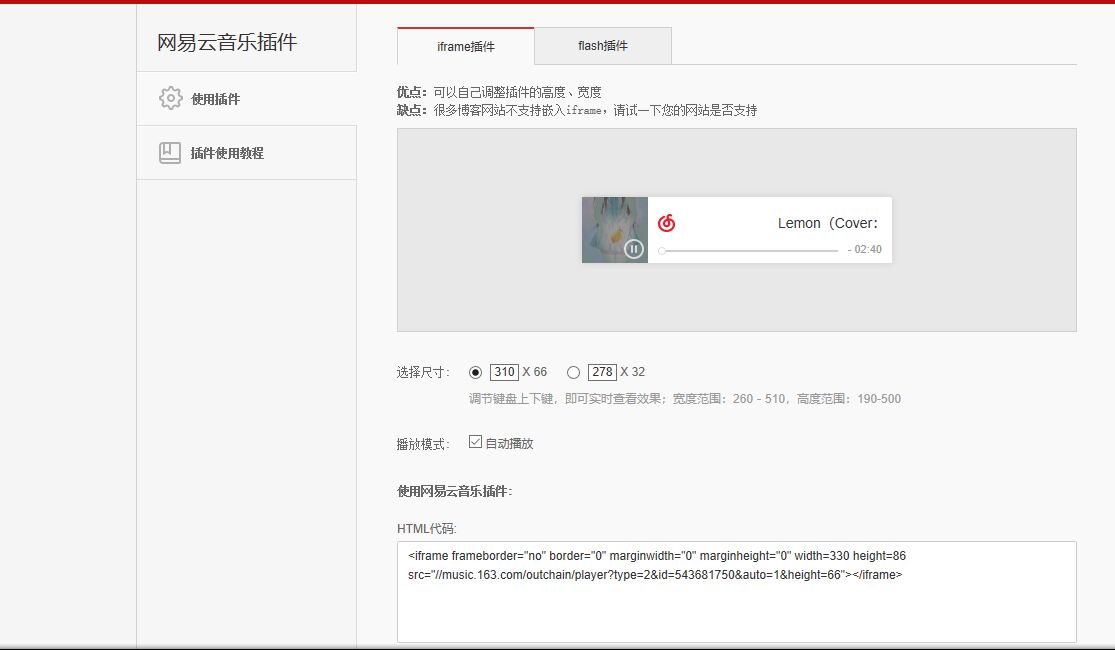 网易云音乐插件
使用插件
插件使用教程
iframe插件
flash插件
优点：可以自己调整插件的高度、宽度
缺点：很多博客网站不支持嵌入iframe，请试一下您的网站是否支持
Lemon（Cover：
- 02:40
选择尺寸： 310 X 66 278 X 32
调节键盘上下键，即可实时查看效果；宽度范围：260 - 510，高度范围：190-500
播放模式： 自动播放
使用网易云音乐插件：
HTML代码:
<iframe frameborder="no" border="0" marginwidth="0" marginheight="0" width=330 height=86
src="//music.163.com/outchain/player?type=2&id=543681750&auto=1&height=66"></iframe>